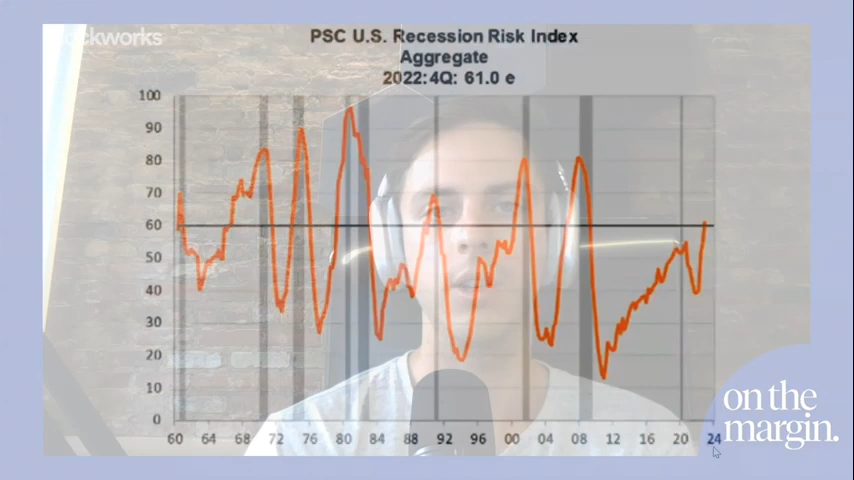 PSC U.S. Recession Risk Index
Aggregate
2022:4Q: 61.0 e
100
90
80
70
60
50
40
30
20
10
0
60 64 68 72 76 80 84 88 92 96 00 04 08 12 16 20 24
on the
margin.